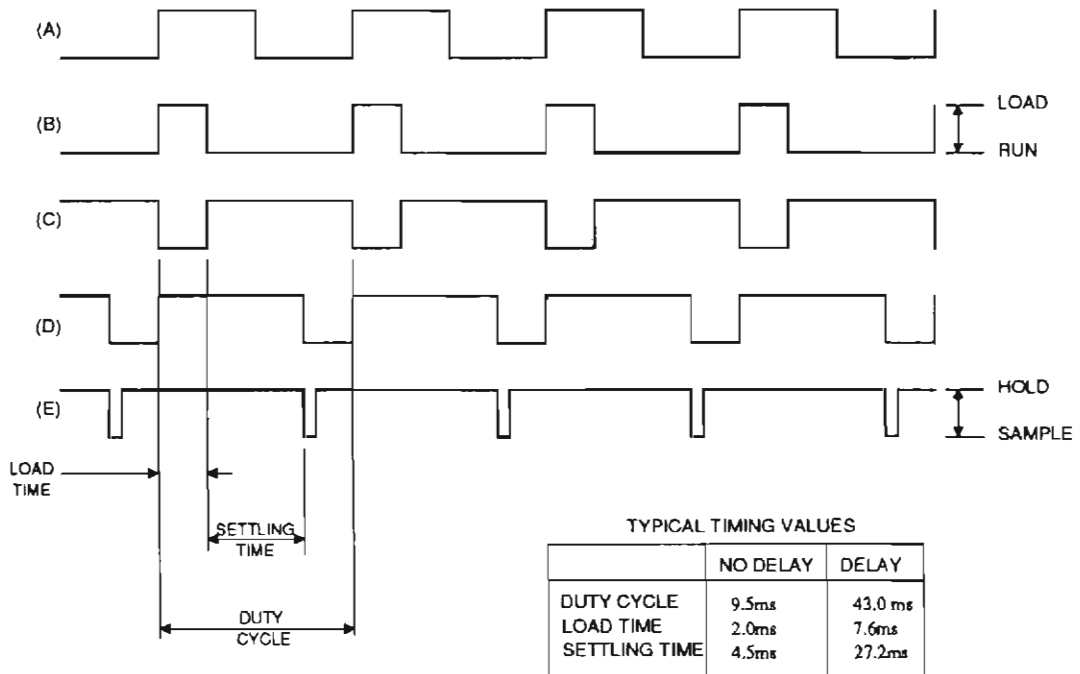 (A)
(B)
LOAD
RUN
(C)
(D)
(E)
HOLD
SAMPLE
LOAD
TIME
SETTLING
TIME
DUTY
CYCLE
TYPICAL TIMING VALUES
NO DELAY DELAY
DUTY CYCLE 9.5ms 43.0 ms
LOAD TIME 2.0ms 7.6ms
SETTLING TIME 4.5ms 27.2ms